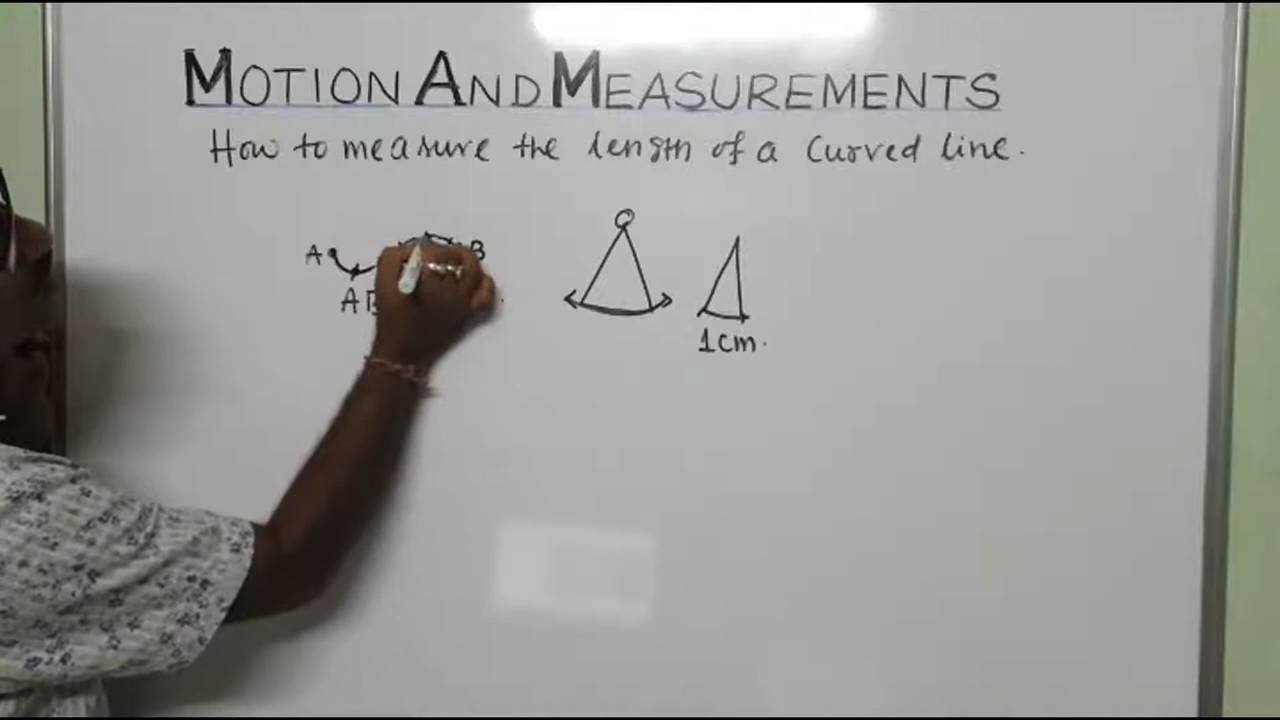 MOTION AND MEASUREMENTS
How to measure the length of a curved line.
A B
A
1cm.